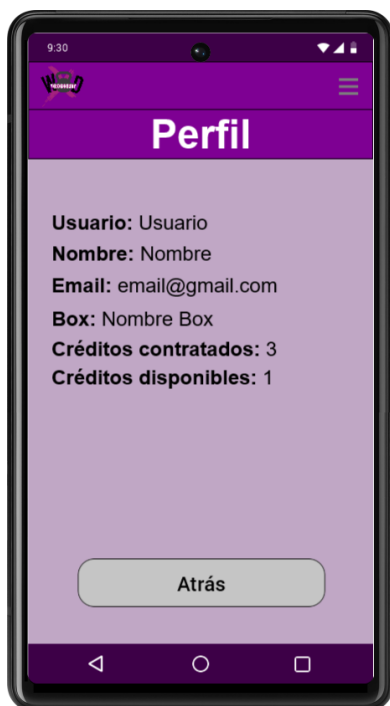 9:30
Perfil
Usuario: Usuario
Nombre: Nombre
Email: email@gmail.com
Box: Nombre Box
Créditos contratados: 3
Créditos disponibles: 1
Atrás